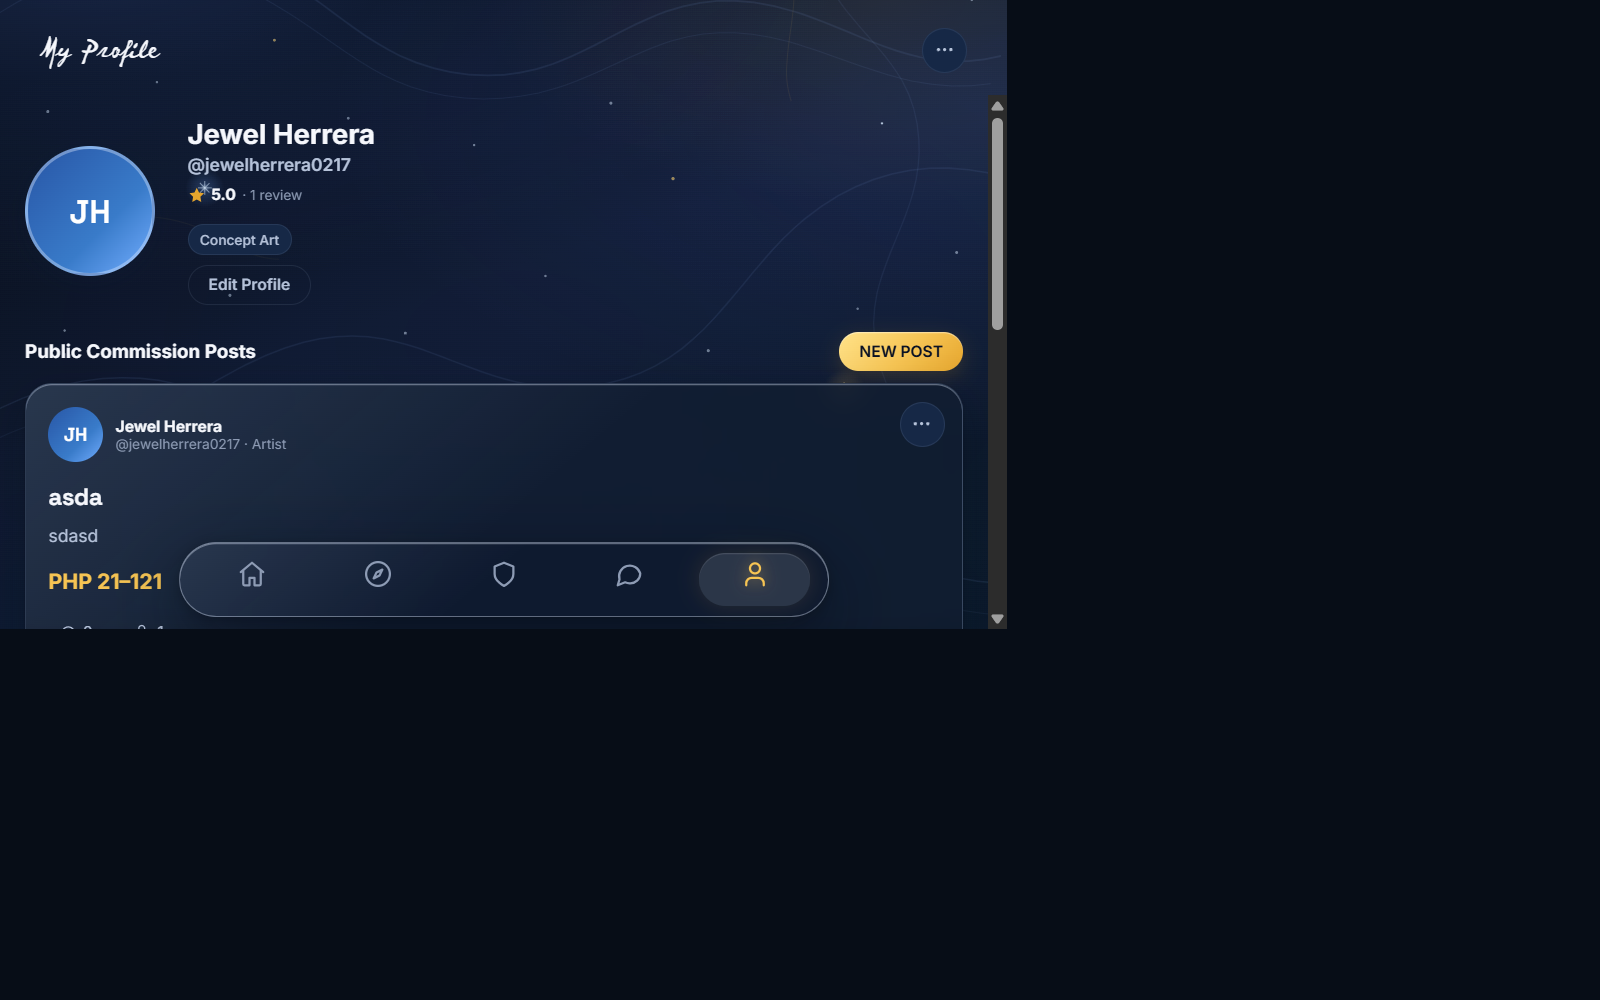 My Profile
Jewel Herrera
@jewelherrera0217
5.0 · 1 review
Concept Art
Edit Profile
Public Commission Posts
NEW POST
JH
JH
Jewel Herrera
@jewelherrera0217 · Artist
asda
sdasd
PHP 21–121